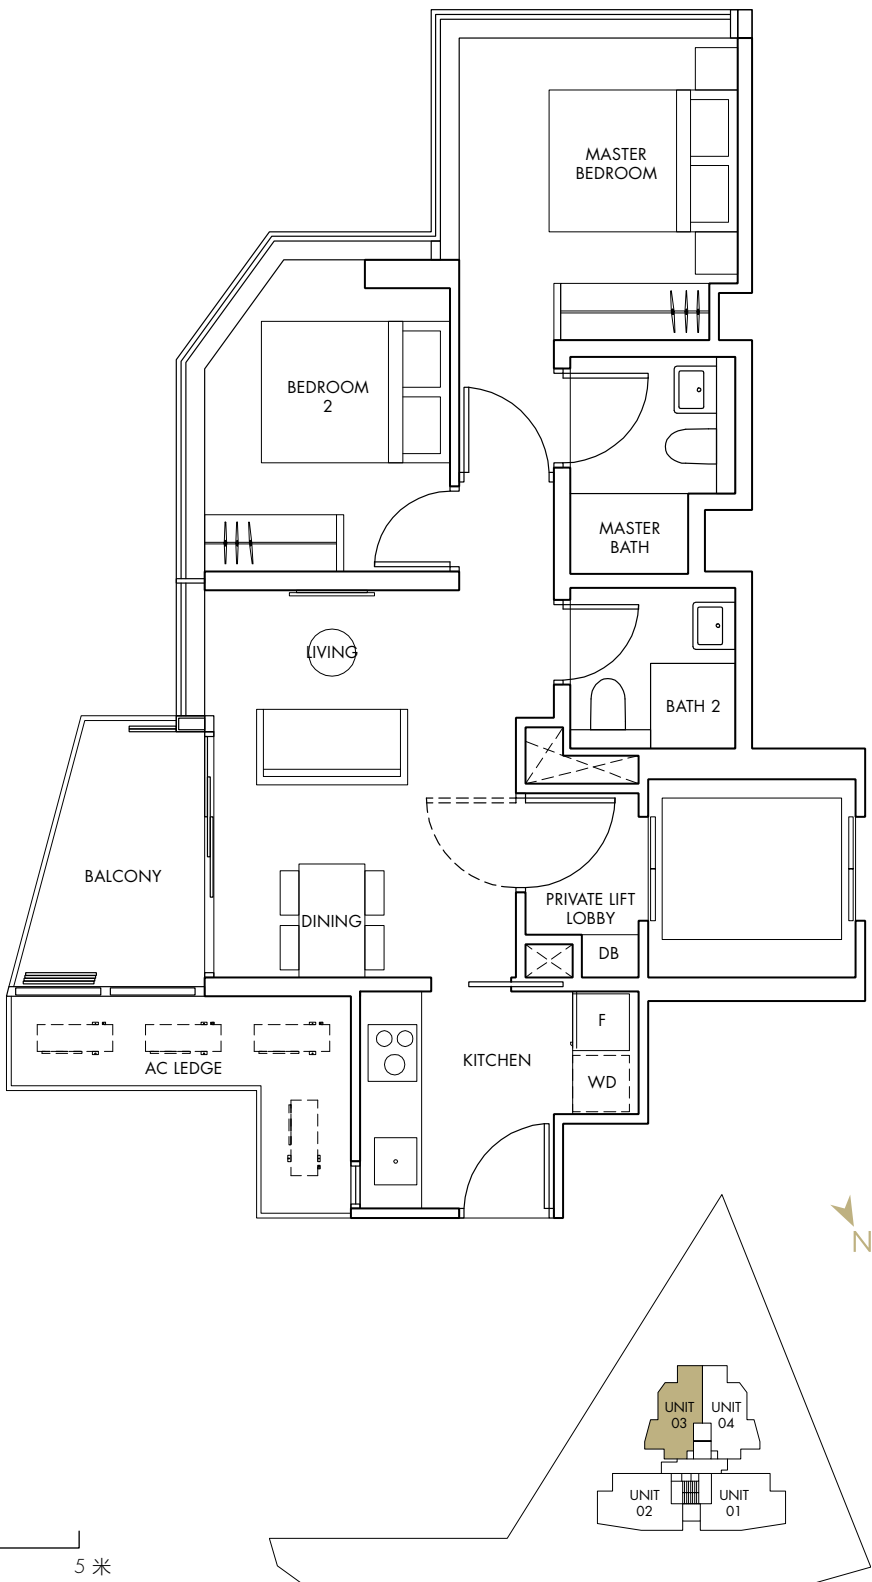 MASTER
BEDROOM
BEDROOM
2
MASTER
BATH
LIVING
BATH 2
BALCONY
PRIVATE LIFT
LOBBY
DINING
DB
F
KITCHEN
AC LEDGE
WD
N
UNIT
03
UNIT
04
UNIT
02
UNIT
01
5 米